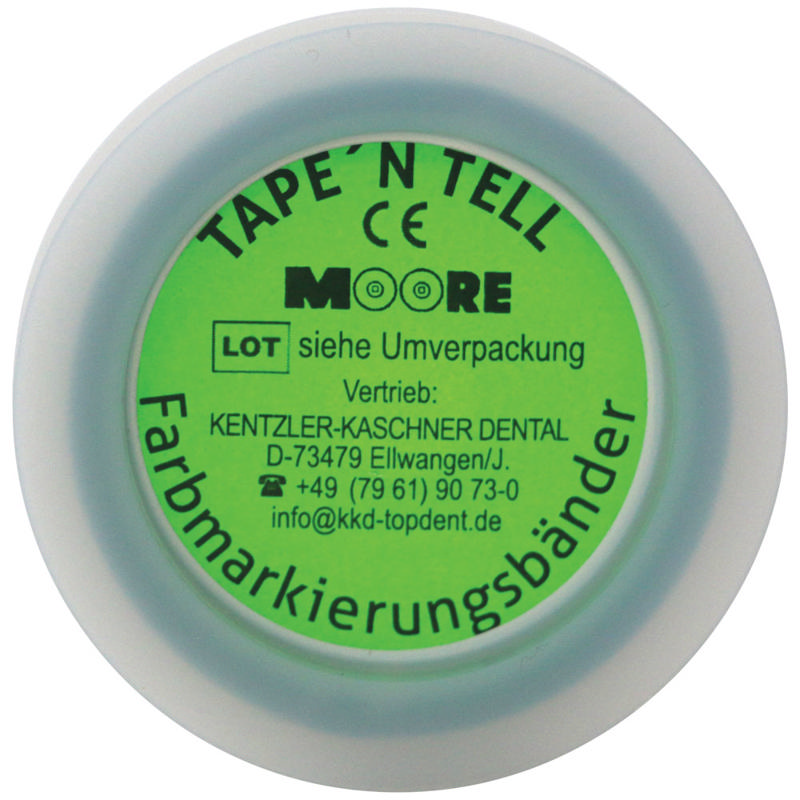 TAPE´N TELL
CE
MOORE
LOT siehe Umverpackung
Vertrieb:
KENTZLER-KASCHNER DENTAL
D-73479 Ellwangen/J.
☎ +49 (79 61) 90 73-0
info@kkd-topdent.de
Farbmarkierungsbänder